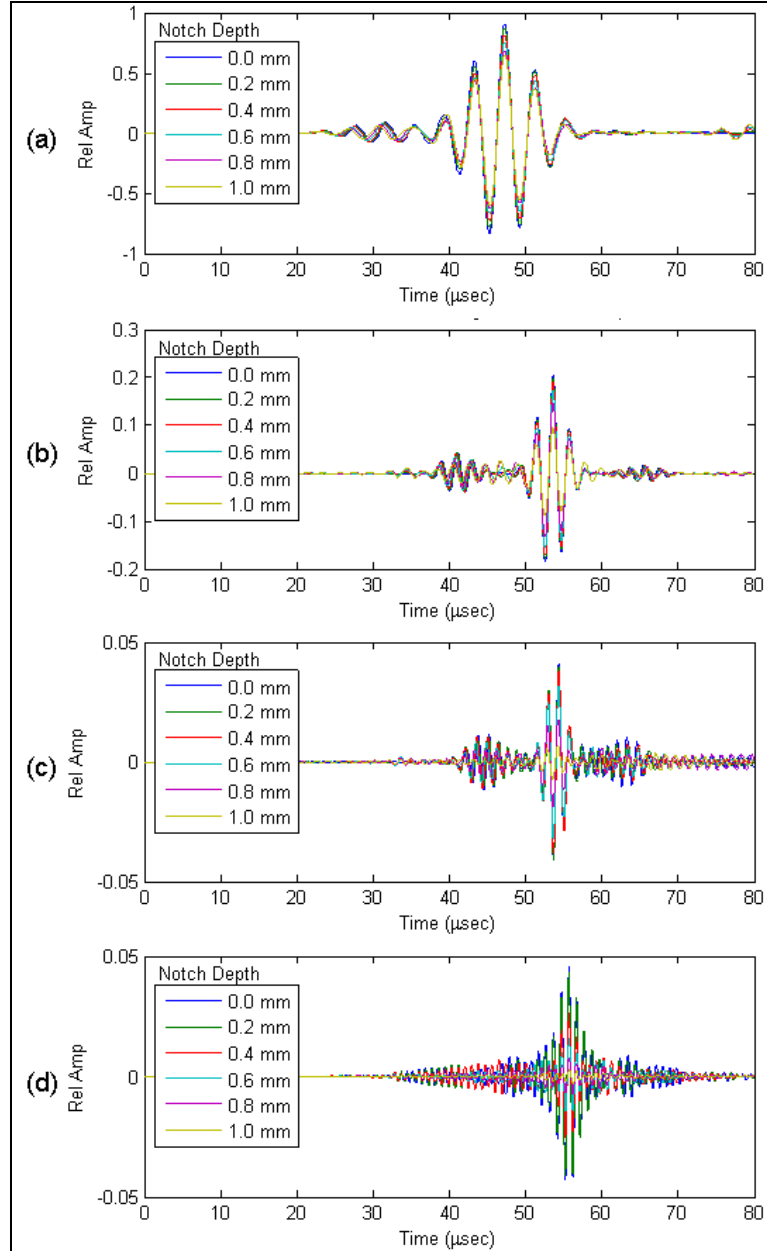 (a)
Rel Amp
1
0.5
0
-0.5
-1
Notch Depth
0.0 mm
0.2 mm
0.4 mm
0.6 mm
0.8 mm
1.0 mm
0 10 20 30 40 50 60 70 80
Time (µsec)
(b)
Rel Amp
0.3
0.2
0.1
0
-0.1
-0.2
Notch Depth
0.0 mm
0.2 mm
0.4 mm
0.6 mm
0.8 mm
1.0 mm
0 10 20 30 40 50 60 70 80
Time (µsec)
(c)
Rel Amp
0.05
0
-0.05
Notch Depth
0.0 mm
0.2 mm
0.4 mm
0.6 mm
0.8 mm
1.0 mm
0 10 20 30 40 50 60 70 80
Time (µsec)
(d)
Rel Amp
0.05
0
-0.05
Notch Depth
0.0 mm
0.2 mm
0.4 mm
0.6 mm
0.8 mm
1.0 mm
0 10 20 30 40 50 60 70 80
Time (µsec)